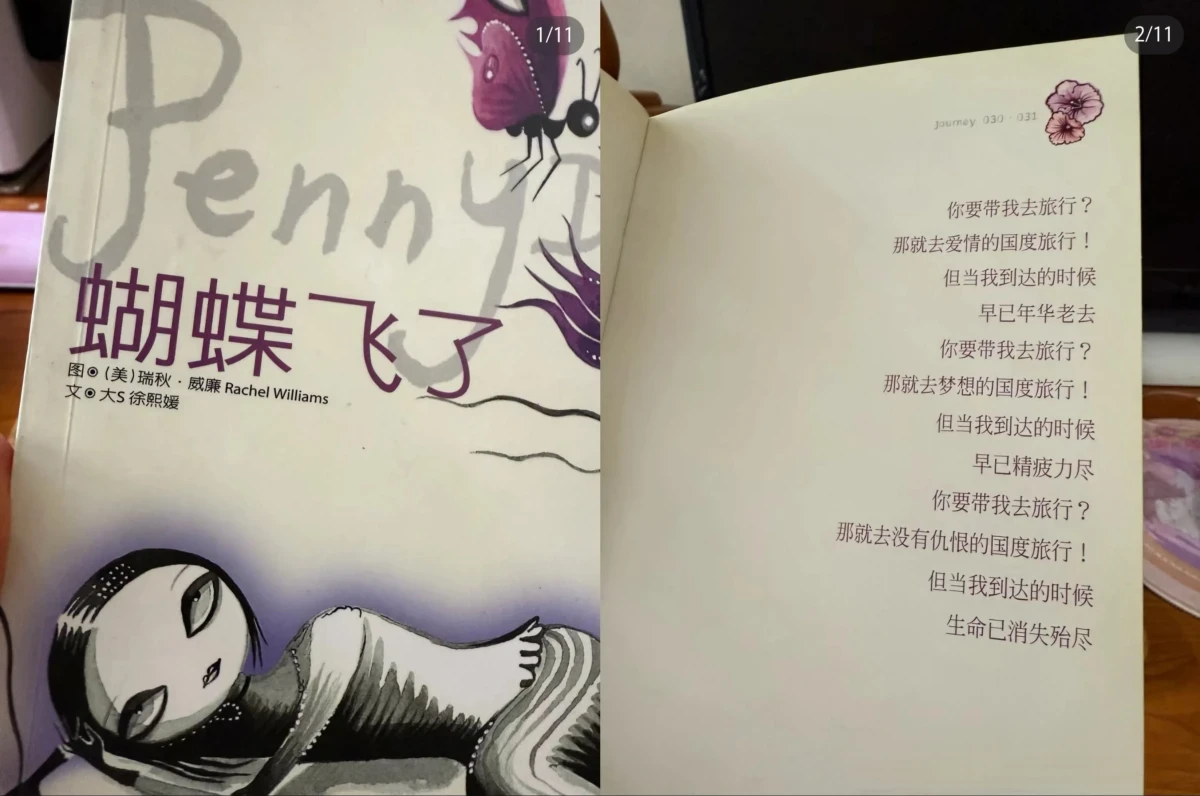 1/11
Penny
蝴蝶飞了
图◉(美)瑞秋·威廉 Rachel Williams
文◉大S 徐熙媛
2/11
Journey 030 · 031
你要带我去旅行？
那就去爱情的国度旅行！
但当我到达的时候
早已年华老去
你要带我去旅行？
那就去梦想的国度旅行！
但当我到达的时候
早已精疲力尽
你要带我去旅行？
那就去没有仇恨的国度旅行！
但当我到达的时候
生命已消失殆尽